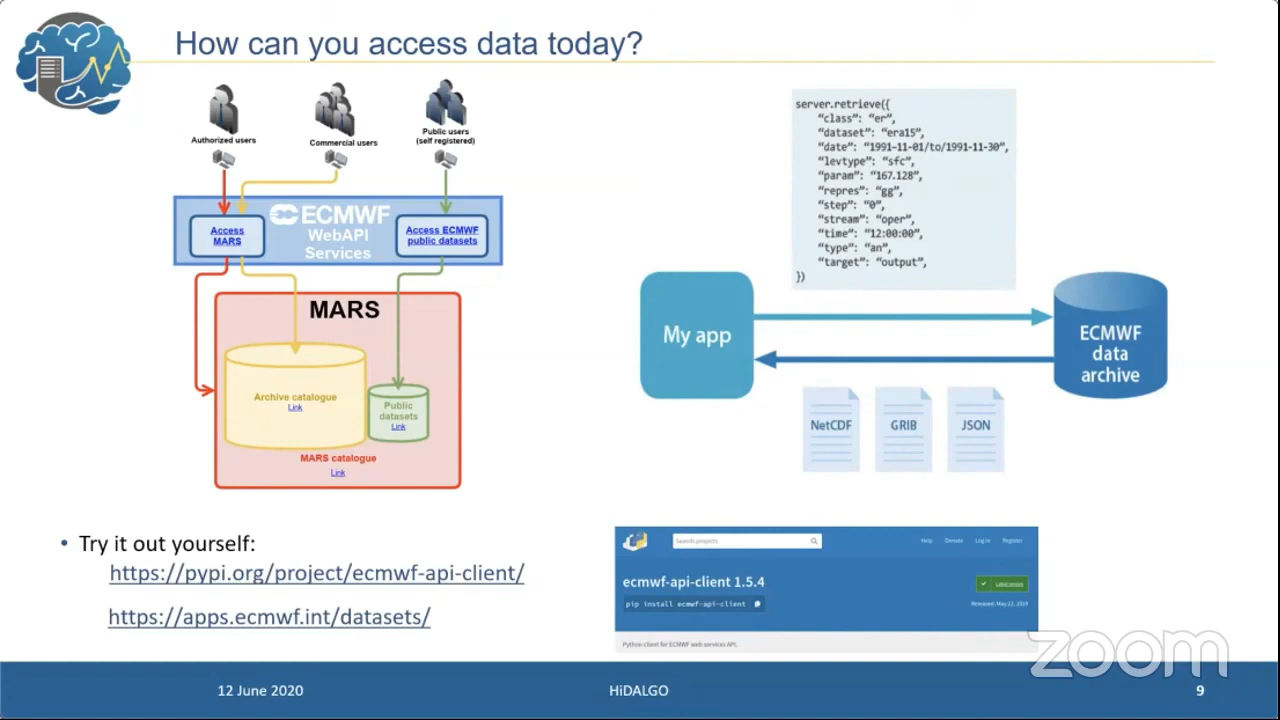 How can you access data today?
Authorized users
Commercial users
Public users
(self registered)
ECMWF
WebAPI
Services
Access
MARS
Access ECMWF
public datasets
MARS
Archive catalogue
Link
Public
datasets
Link
MARS catalogue
Link
server.retrieve({
“class”: “er”,
“dataset”: “era15”,
“date”: “1991-11-01/to/1991-11-30”,
“levtype”: “sfc”,
“param”: “167.128”,
“repres”: “gg”,
“step”: “0”,
“stream”: “oper”,
“time”: “12:00:00”,
“type”: “an”,
“target”: “output”,
})
My app
ECMWF
data
archive
NetCDF
GRIB
JSON
• Try it out yourself:
https://pypi.org/project/ecmwf-api-client/
https://apps.ecmwf.int/datasets/
Search projects
Help
Donate
Log in
Register
ecmwf-api-client 1.5.4
pip install ecmwf-api-client
Latest version
Released: May 22, 2019
Python client for ECMWF web services API.
zoom
12 June 2020
HiDALGO
9